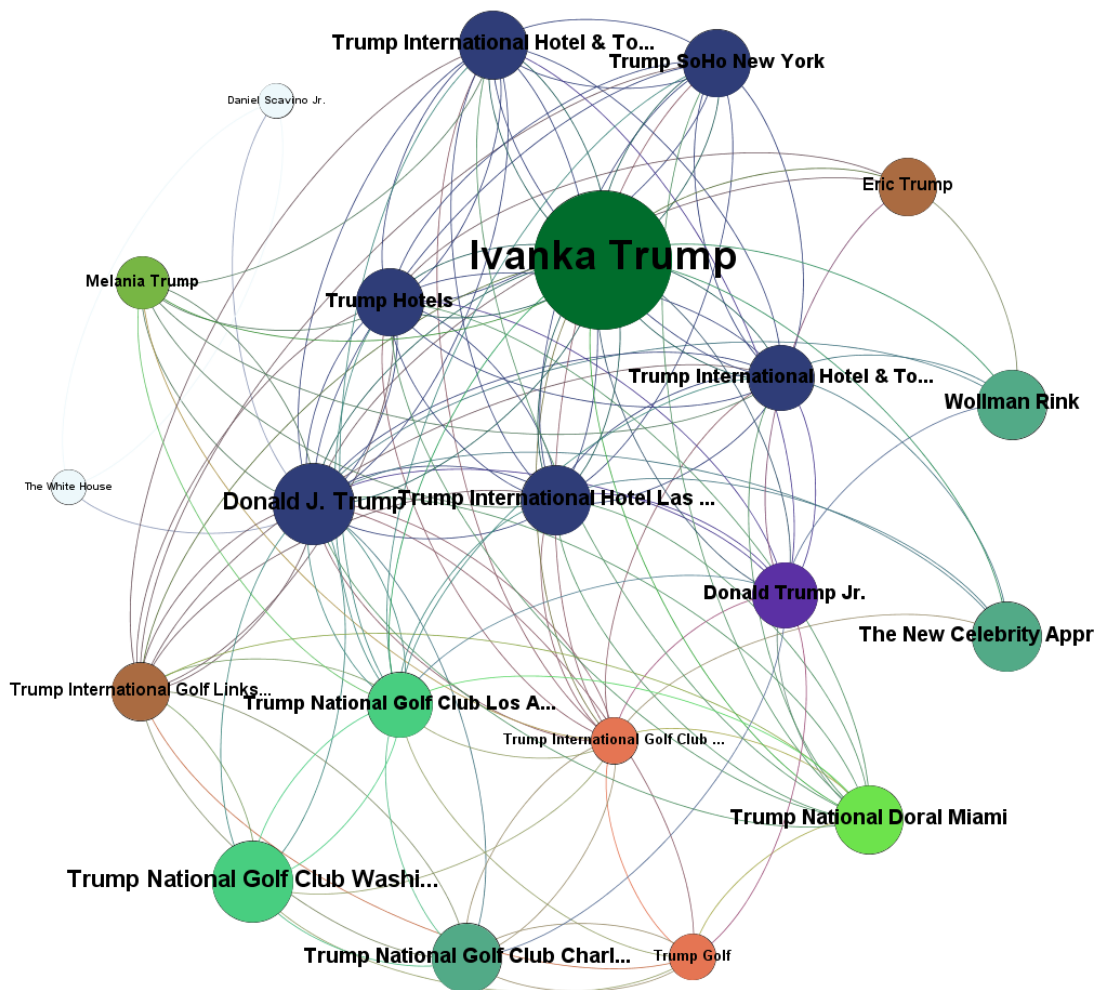 Trump International Hotel & To...
Trump SoHo New York
Daniel Scavino Jr.
Eric Trump
Ivanka Trump
Melania Trump
Trump Hotels
Trump International Hotel & To...
Wollman Rink
The White House
Donald J. Trump
Trump International Hotel Las ...
Donald Trump Jr.
The New Celebrity Appr
Trump International Golf Links...
Trump National Golf Club Los A...
Trump International Golf Club ...
Trump National Doral Miami
Trump National Golf Club Washi...
Trump National Golf Club Charl...
Trump Golf